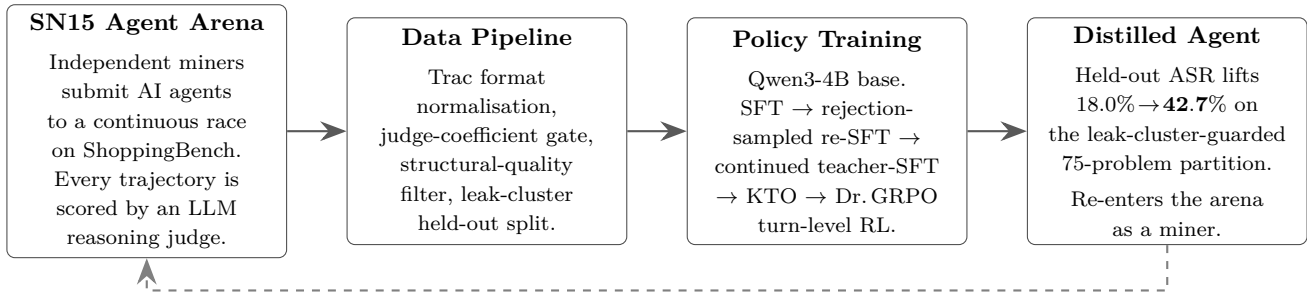 SN15 Agent Arena
Independent miners
submit AI agents
to a continuous race
on ShoppingBench.
Every trajectory is
scored by an LLM
reasoning judge.
Data Pipeline
Trac format
normalisation,
judge-coefficient gate,
structural-quality
filter, leak-cluster
held-out split.
Policy Training
Qwen3-4B base.
SFT → rejection-
sampled re-SFT →
continued teacher-SFT
→ KTO → Dr. GRPO
turn-level RL.
Distilled Agent
Held-out ASR lifts
18.0%→42.7% on
the leak-cluster-guarded
75-problem partition.
Re-enters the arena
as a miner.